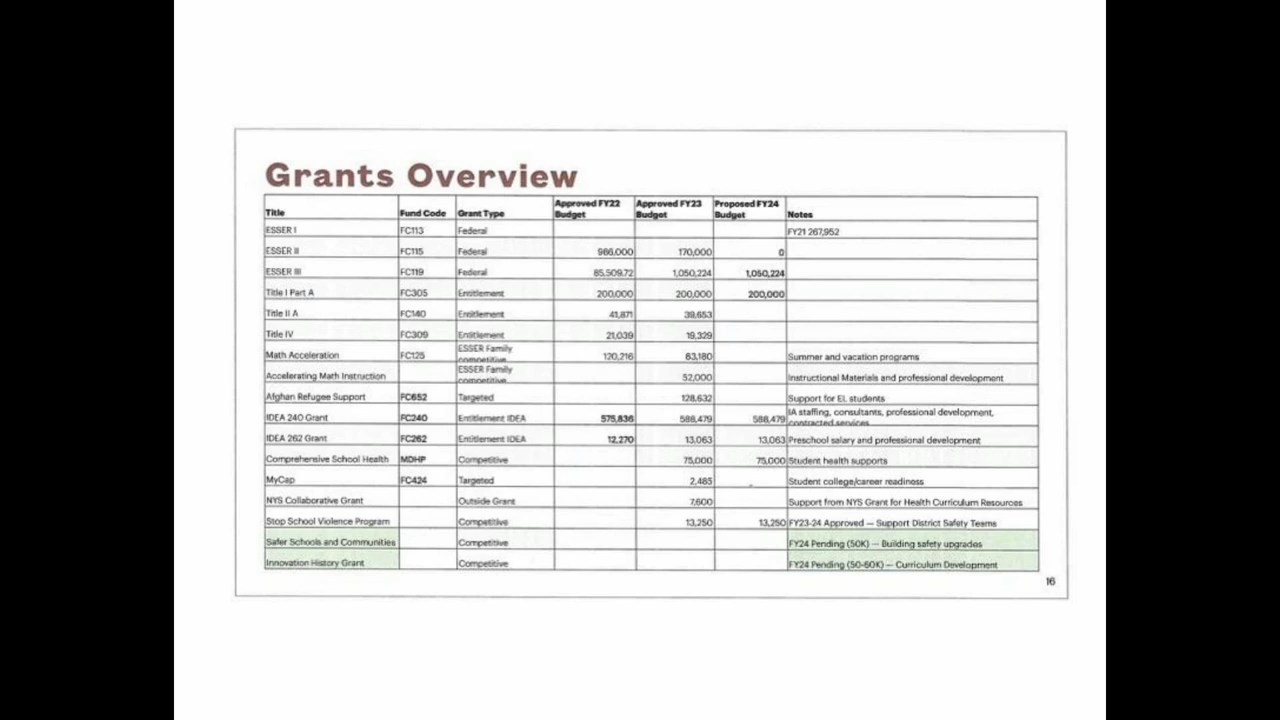 Grants Overview
Title Fund Code Grant Type Approved FY22 Budget Approved FY23 Budget Proposed FY24 Budget Notes
ESSER I FC113 Federal FY21 267,952
ESSER II FC115 Federal 986,000 170,000 0
ESSER III FC119 Federal 85,509.72 1,050,224 1,050,224
Title I Part A FC305 Entitlement 200,000 200,000 200,000
Title II A FC140 Entitlement 41,871 39,653
Title IV FC309 Entitlement 21,039 19,329
Math Acceleration FC125 ESSER Family competitive 120,216 83,180 Summer and vacation programs
Accelerating Math Instruction ESSER Family competitive 52,000 Instructional Materials and professional development
Afghan Refugee Support FC652 Targeted 128,632 Support for EL students
IDEA 240 Grant FC240 Entitlement IDEA 575,836 588,479 588,479 IA staffing, consultants, professional development, contracted services
IDEA 262 Grant FC262 Entitlement IDEA 12,270 13,063 13,063 Preschool salary and professional development
Comprehensive School Health MDHP Competitive 75,000 75,000 Student health supports
MyCap FC424 Targeted 2,485 Student college/career readiness
NYS Collaborative Grant Outside Grant 7,600 Support from NYS Grant for Health Curriculum Resources
Stop School Violence Program Competitive 13,250 13,250 FY23-24 Approved — Support District Safety Teams
Safer Schools and Communities Competitive FY24 Pending (50K) — Building safety upgrades
Innovation History Grant Competitive FY24 Pending (50-60K) — Curriculum Development
16